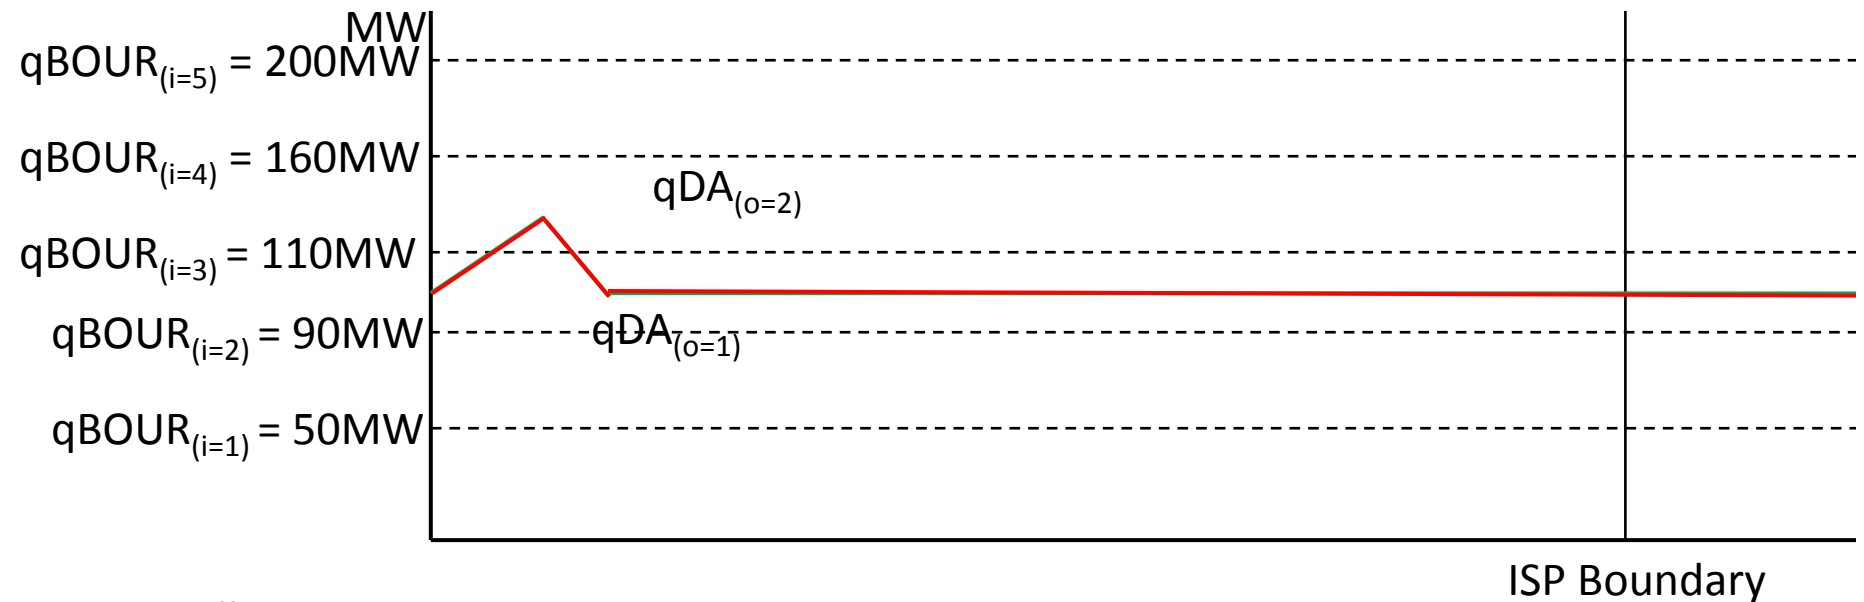 MW
qBOUR(i=5) = 200MW
qBOUR(i=4) = 160MW
qDA(o=2)
qBOUR(i=3) = 110MW
qBOUR(i=2) = 90MW
qDA(o=1)
qBOUR(i=1) = 50MW
ISP Boundary